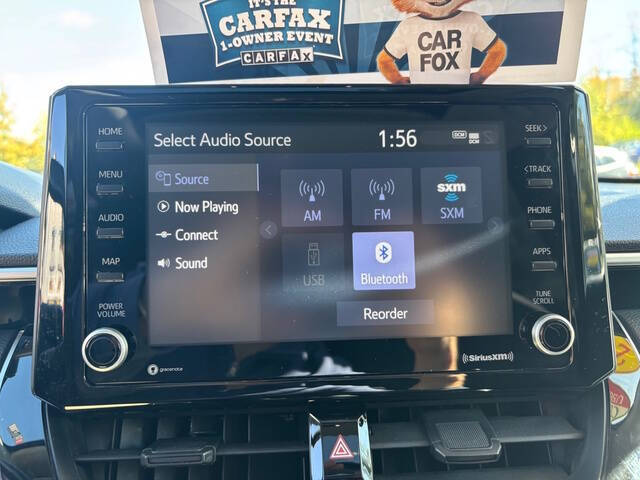 IT'S THE
CARFAX
1-OWNER EVENT
CARFAX
CAR
FOX
HOME
MENU
AUDIO
MAP
POWER
VOLUME
Select Audio Source
1:56
DCM
DCM
Source
Now Playing
Connect
Sound
AM
FM
sxm
SXM
USB
Bluetooth
Reorder
SEEK>
<TRACK
PHONE
APPS
TUNE
SCROLL
gracenote
SiriusXM